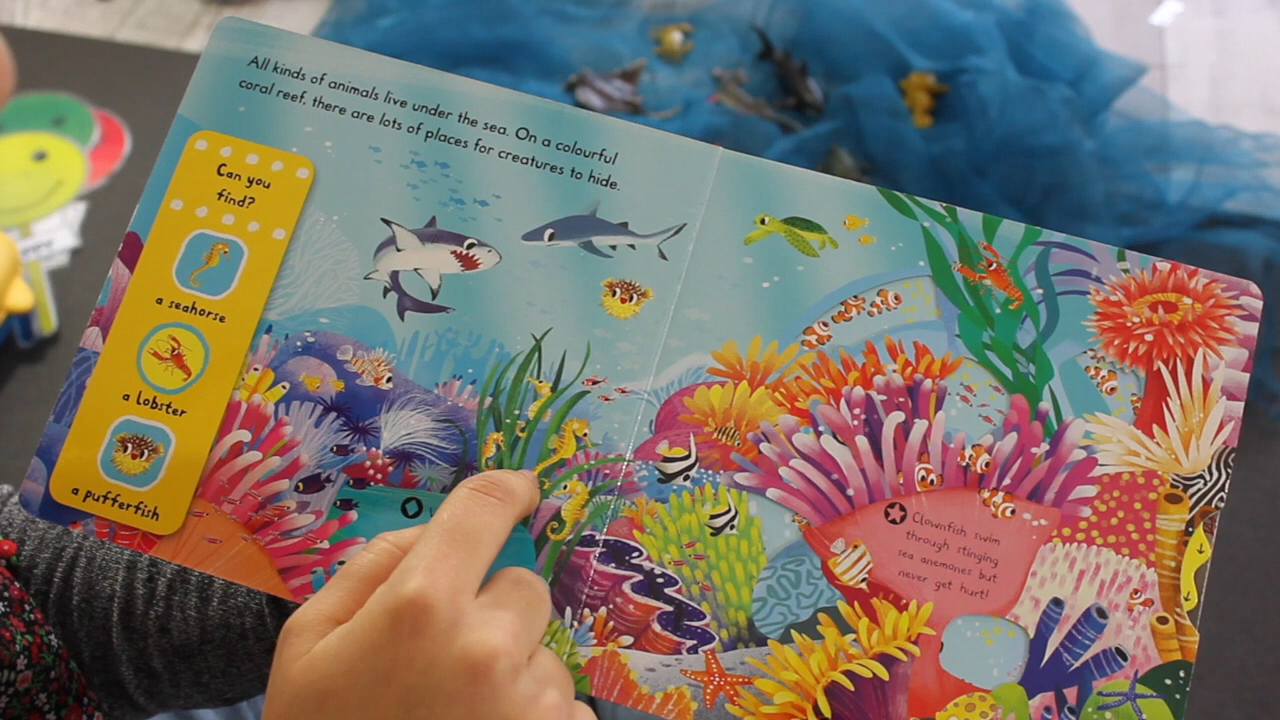 All kinds of animals live under the sea. On a colourful
coral reef, there are lots of places for creatures to hide.
Can you
find?
a seahorse
a lobster
a pufferfish
Clownfish swim
through stinging
sea anemones but
never get hurt!